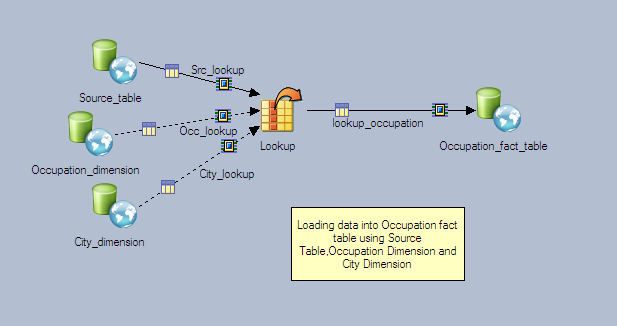 Src_lookup
Source_table
Occ_lookup
Occupation_dimension
City_lookup
City_dimension
Lookup
lookup_occupation
Occupation_fact_table
Loading data into Occupation fact
table using Source
Table,Occupation Dimension and
City Dimension